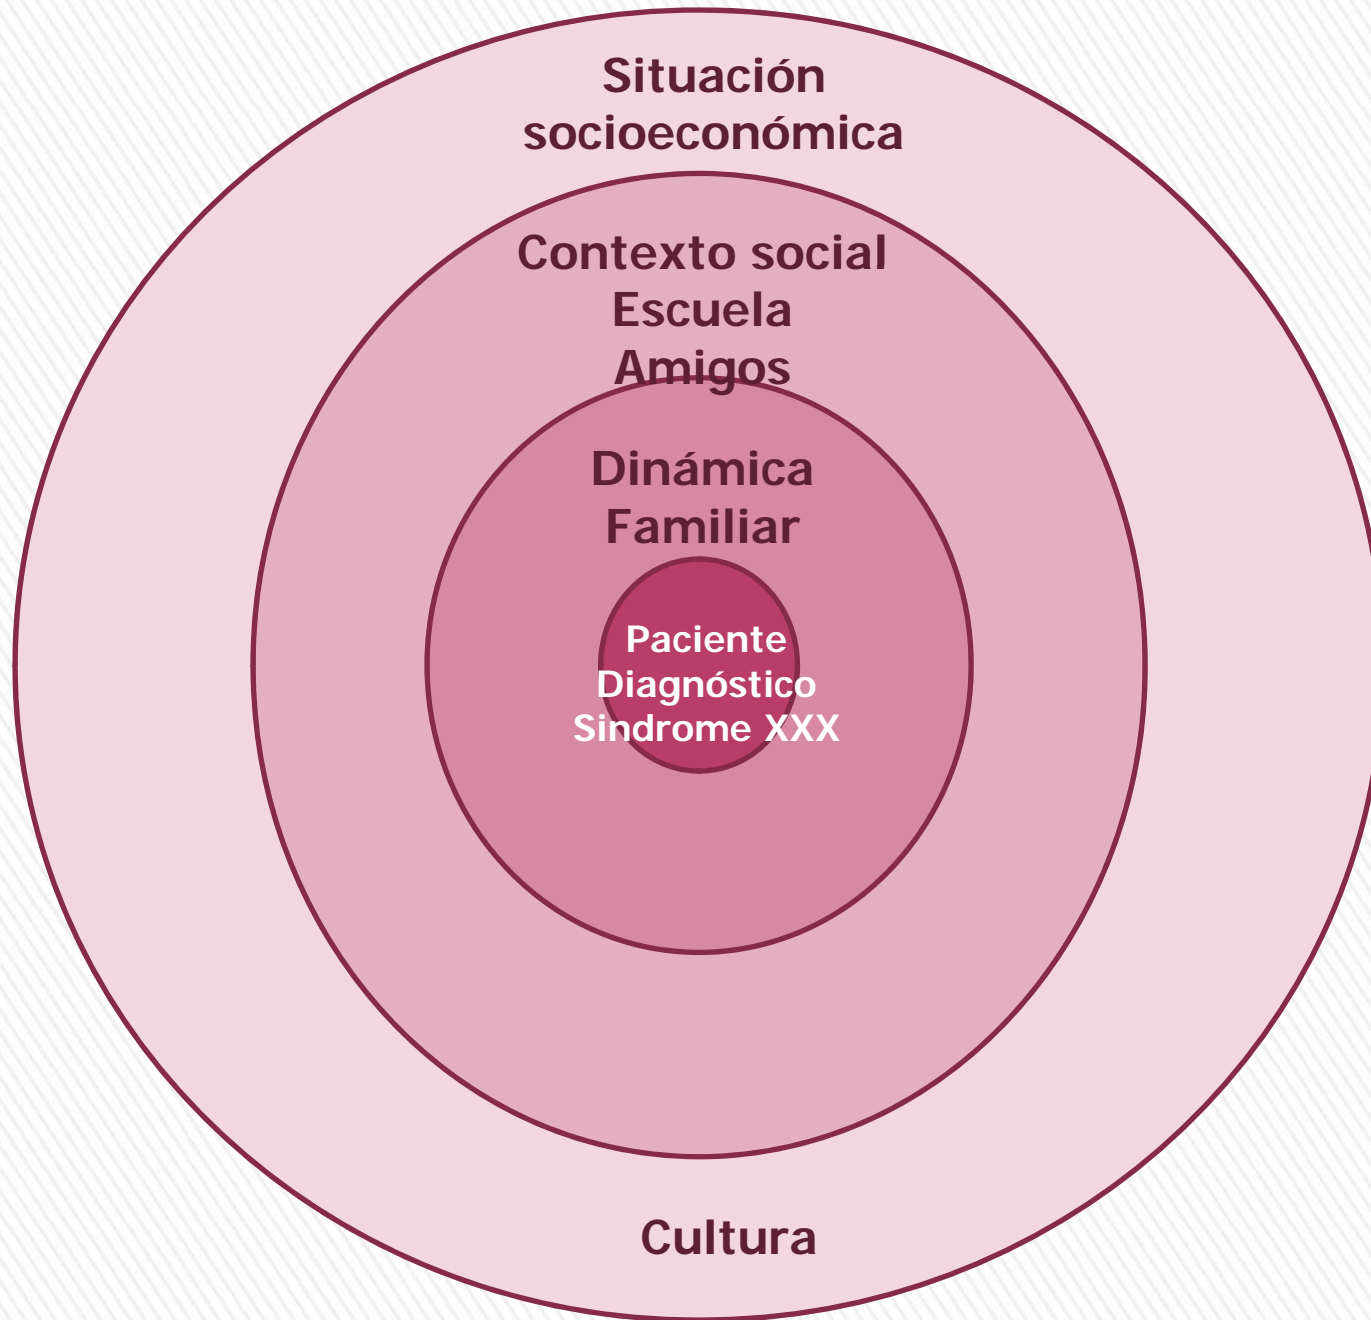 Situación
socioeconómica
Contexto social
Escuela
Amigos
Dinámica
Familiar
Paciente
Diagnóstico
Sindrome XXX
Cultura